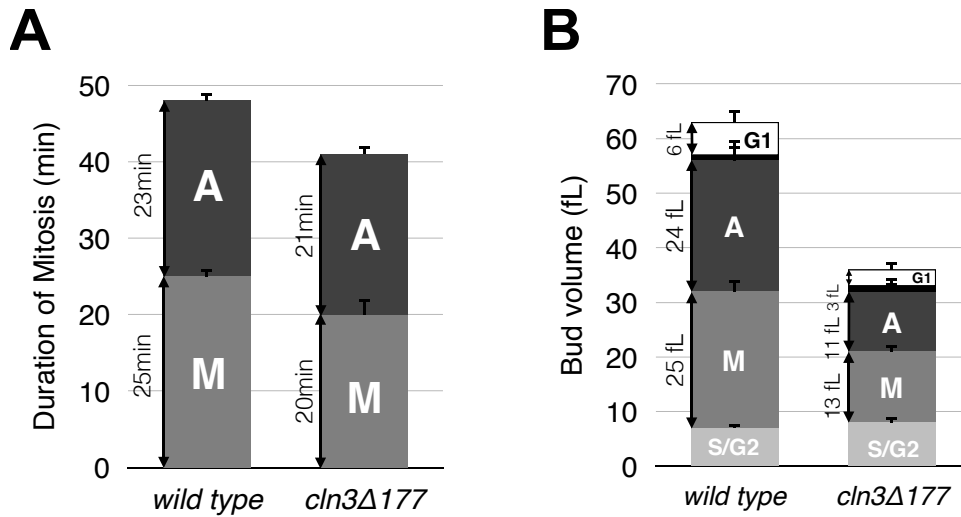 A
Duration of Mitosis (min)
50
40
30
20
10
0
23min
25min
A
M
21min
20min
A
M
wild type
cln3Δ177
B
Bud volume (fL)
70
60
50
40
30
20
10
0
6 fL
24 fL
25 fL
G1
A
M
S/G2
3 fL
11 fL
13 fL
G1
A
M
S/G2
wild type
cln3Δ177